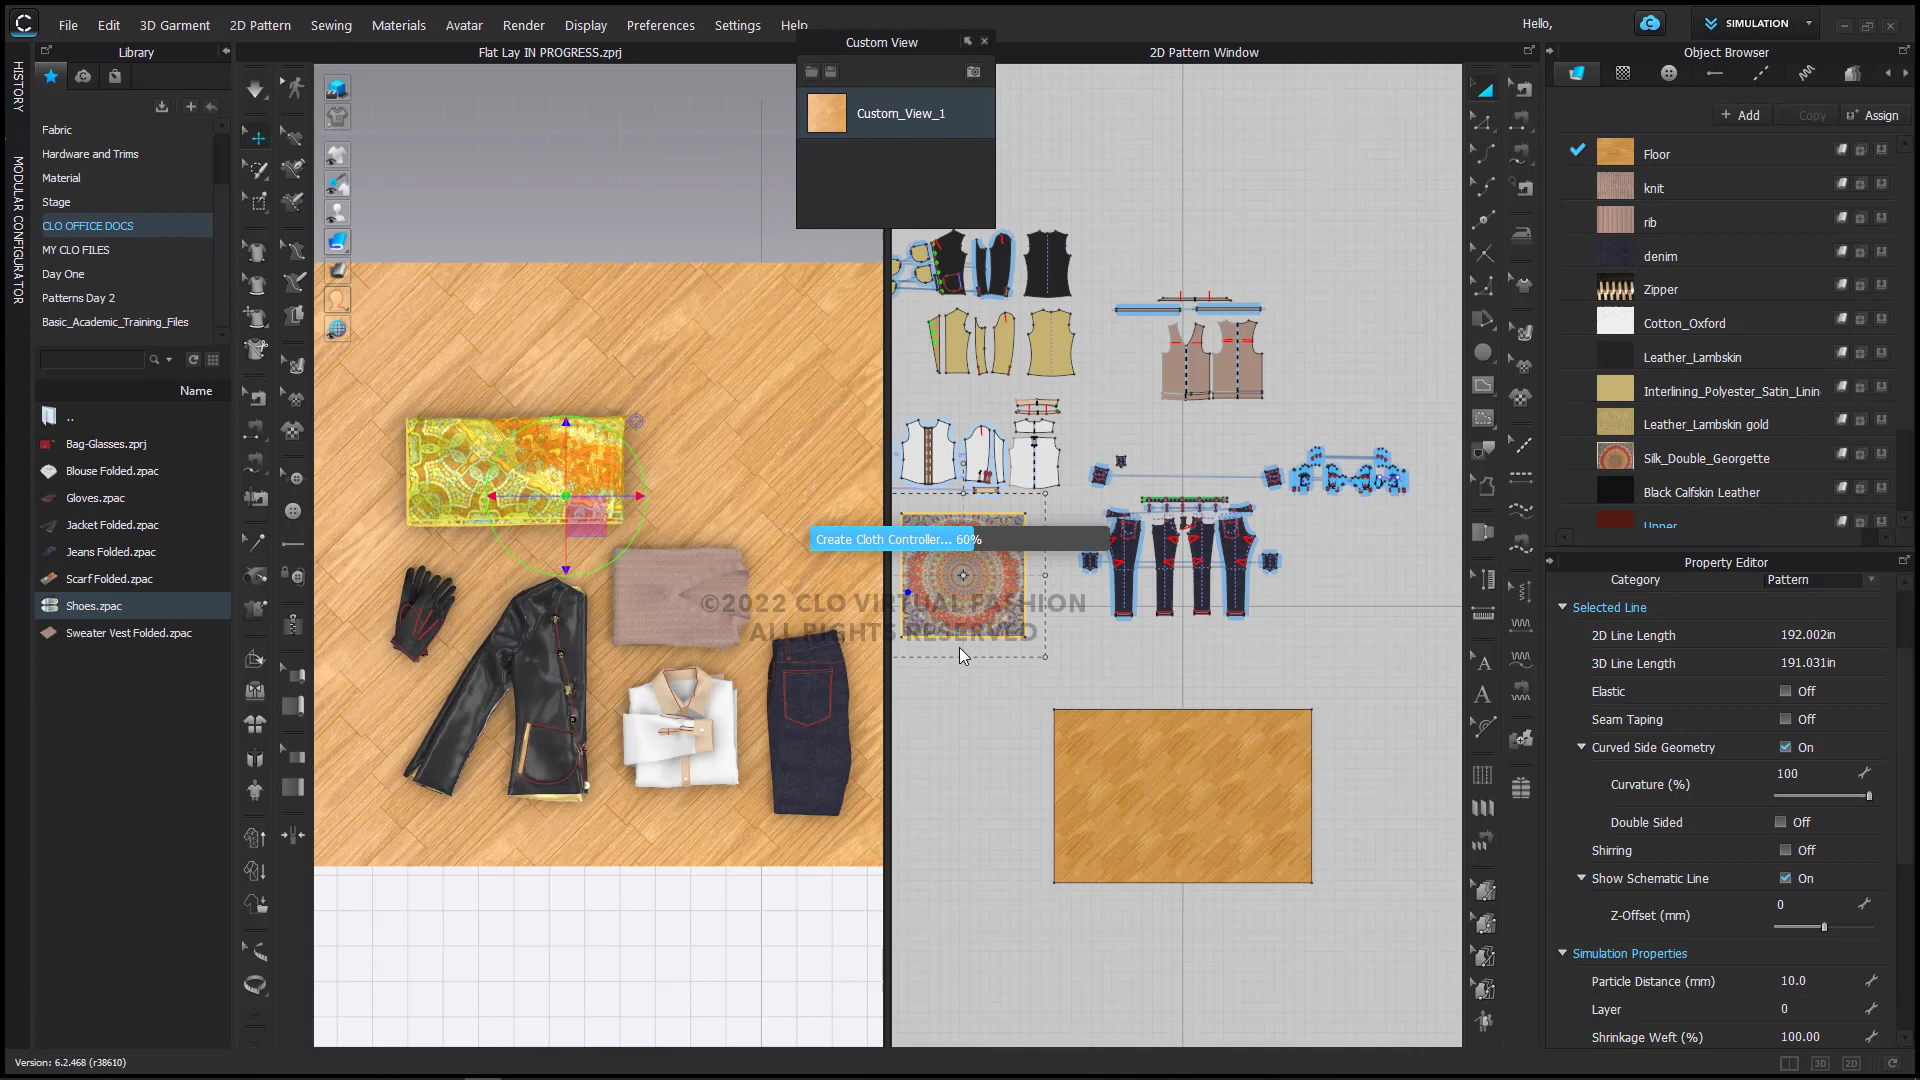 File Edit 3D Garment 2D Pattern Sewing Materials Avatar Render Display Preferences Settings Help
Hello,
SIMULATION
HISTORY
MODULAR CONFIGURATOR
Library
Fabric
Hardware and Trims
Material
Stage
CLO OFFICE DOCS
MY CLO FILES
Day One
Patterns Day 2
Basic_Academic_Training_Files
Name
..
Bag-Glasses.zprj
Blouse Folded.zpac
Gloves.zpac
Jacket Folded.zpac
Jeans Folded.zpac
Scarf Folded.zpac
Shoes.zpac
Sweater Vest Folded.zpac
Version: 6.2.468 (r38610)
Flat Lay IN PROGRESS.zprj
Custom View
Custom_View_1
2D Pattern Window
Create Cloth Controller... 60%
©2022 CLO VIRTUAL FASHION
ALL RIGHTS RESERVED
Object Browser
+ Add
Copy
Assign
Floor
knit
rib
denim
Zipper
Cotton_Oxford
Leather_Lambskin
Interlining_Polyester_Satin_Linin
Leather_Lambskin gold
Silk_Double_Georgette
Black Calfskin Leather
Upper
Property Editor
Category Pattern
Selected Line
2D Line Length 192.002in
3D Line Length 191.031in
Elastic Off
Seam Taping Off
Curved Side Geometry On
Curvature (%) 100
Double Sided Off
Shirring Off
Show Schematic Line On
Z-Offset (mm) 0
Simulation Properties
Particle Distance (mm) 10.0
Layer 0
Shrinkage Weft (%) 100.00
3D 2D